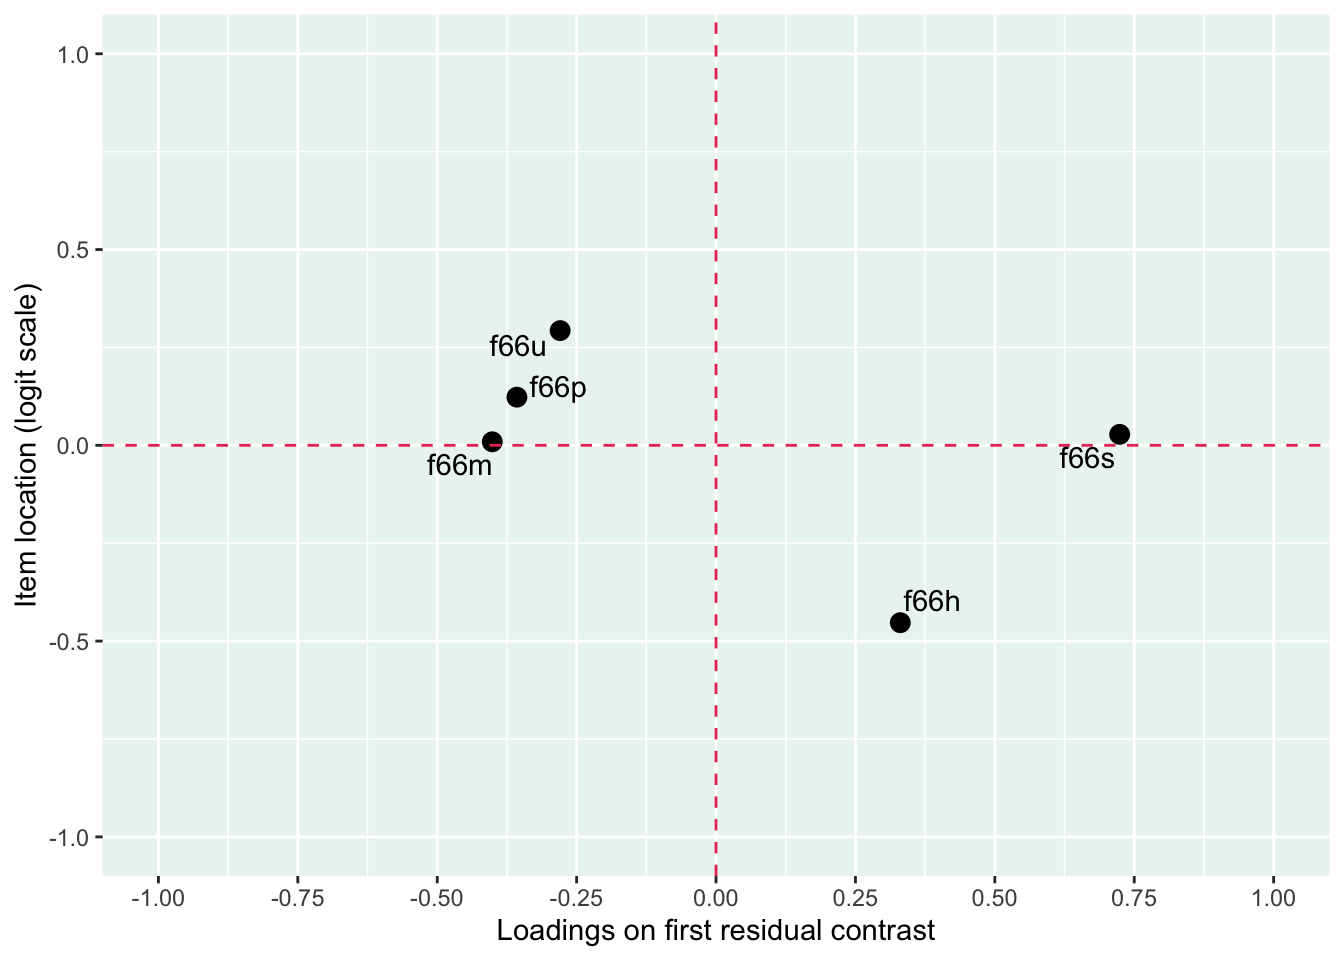 1.0
0.5
f66u
f66p
0.0
f66m
f66s
f66h
-0.5
-1.0
Item location (logit scale)
-1.00 -0.75 -0.50 -0.25 0.00 0.25 0.50 0.75 1.00
Loadings on first residual contrast